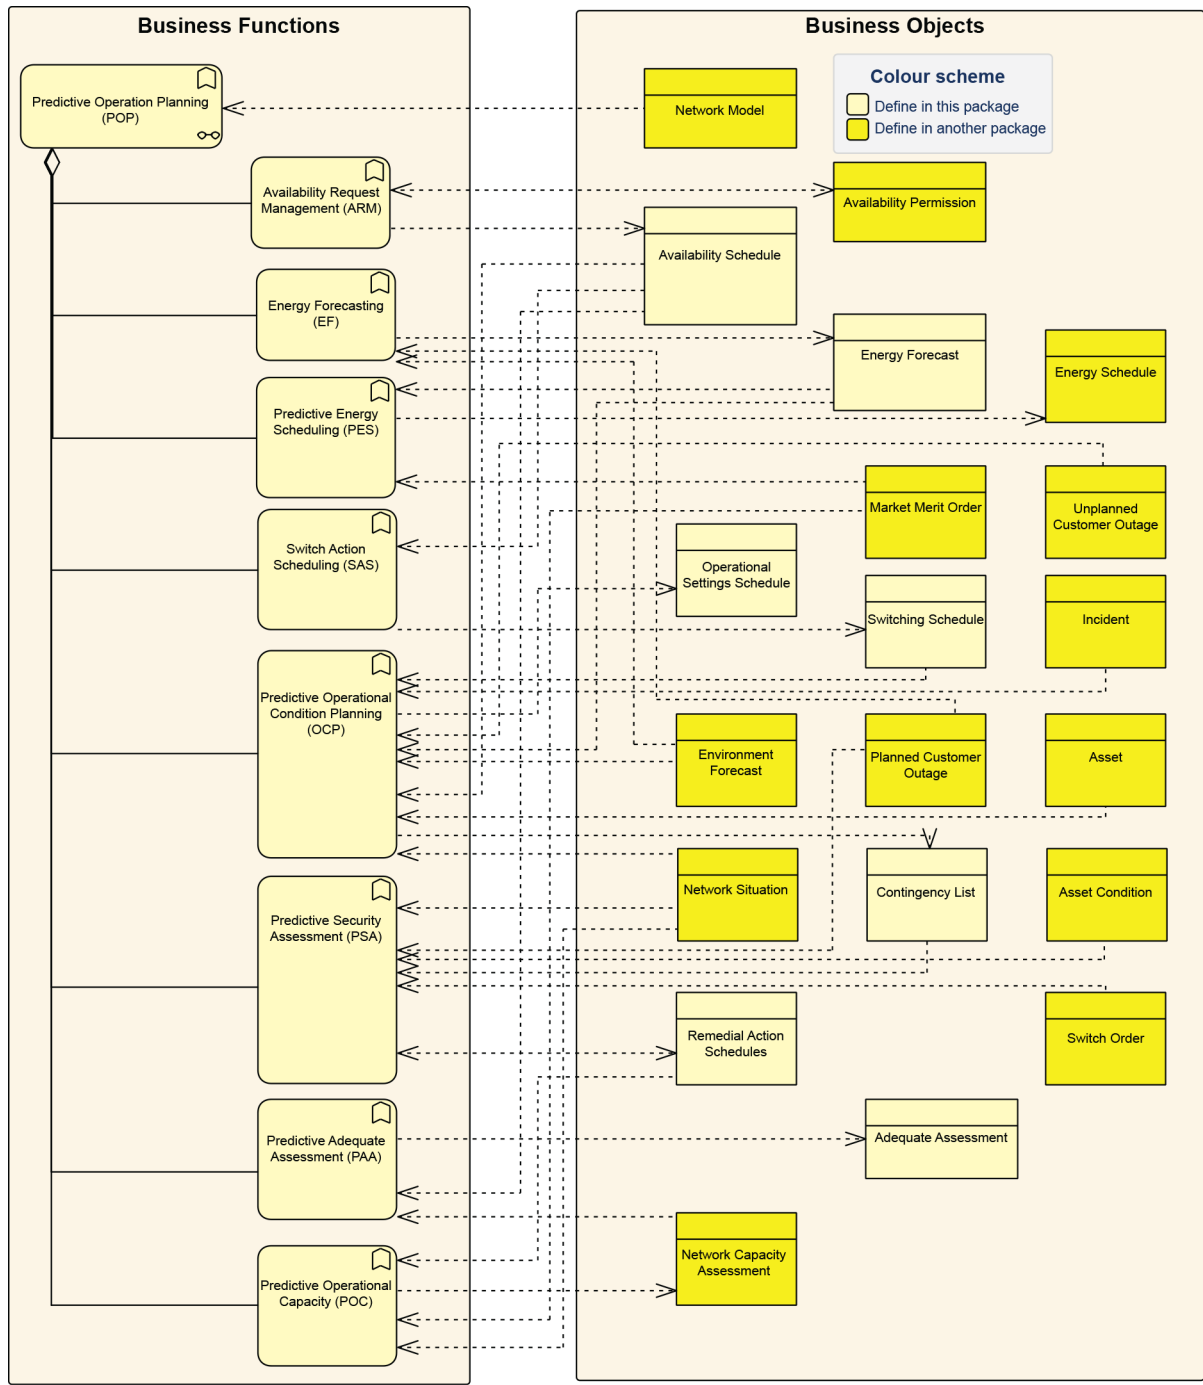 Business Functions
Predictive Operation Planning
(POP)
Availability Request
Management (ARM)
Energy Forecasting
(EF)
Predictive Energy
Scheduling (PES)
Switch Action
Scheduling (SAS)
Predictive Operational
Condition Planning
(OCP)
Predictive Security
Assessment (PSA)
Predictive Adequate
Assessment (PAA)
Predictive Operational
Capacity (POC)
Business Objects
Colour scheme
Define in this package
Define in another package
Network Model
Availability Permission
Availability Schedule
Energy Forecast
Energy Schedule
Market Merit Order
Unplanned
Customer Outage
Operational
Settings Schedule
Switching Schedule
Incident
Environment
Forecast
Planned Customer
Outage
Asset
Network Situation
Contingency List
Asset Condition
Remedial Action
Schedules
Switch Order
Adequate Assessment
Network Capacity
Assessment